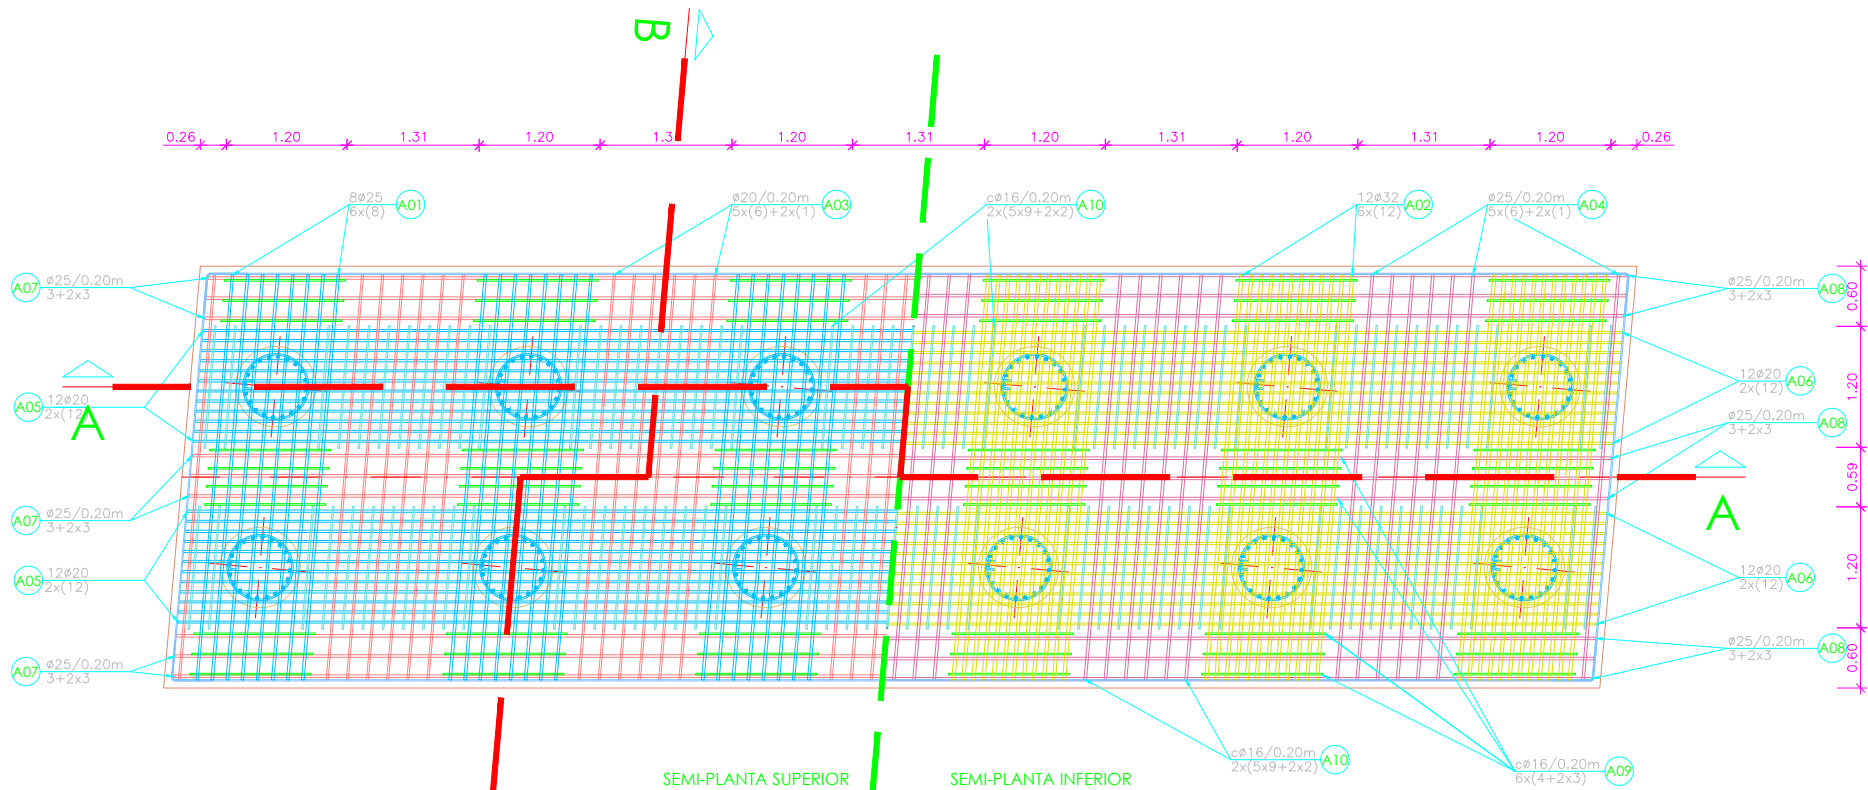 B
0.26 1.20 1.31 1.20 1.3 1.20 1.31 1.20 1.31 1.20 1.31 1.20 0.26
8ø25
6x(8) A01
ø20/0.20m
5x(6)+2x(1) A03
cø16/0.20m
2x(5x9+2x2) A10
12ø32
6x(12) A02
ø25/0.20m
5x(6)+2x(1) A04
A07 ø25/0.20m
3+2x3
ø25/0.20m
3+2x3 A08
0.60
A05 12ø20
2x(12)
A
12ø20
2x(12) A06
1.20
ø25/0.20m
3+2x3 A08
0.59
A07 ø25/0.20m
3+2x3
A
A05 12ø20
2x(12)
12ø20
2x(12) A06
1.20
A07 ø25/0.20m
3+2x3
ø25/0.20m
3+2x3 A08
0.60
cø16/0.20m
2x(5x9+2x2) A10
cø16/0.20m
6x(4+2x3) A09
SEMI-PLANTA SUPERIOR SEMI-PLANTA INFERIOR